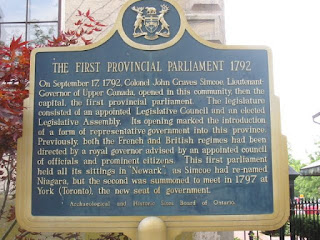 THE FIRST PROVINCIAL PARLIAMENT 1792
On September 17, 1792, Colonel John Graves Simcoe, Lieutenant-
Governor of Upper Canada, opened in this community, then the
capital, the first provincial parliament. The legislature
consisted of an appointed Legislative Council and an elected
Legislative Assembly. Its opening marked the introduction
of a form of representative government into this province.
Previously, both the French and British regimes had been
directed by a royal governor advised by an appointed council
of officials and prominent citizens. This first parliament
held all its sittings in "Newark", as Simcoe had re-named
Niagara, but the second was summoned to meet in 1797 at
York (Toronto), the new seat of government.
Archaeological and Historic Sites Board of Ontario